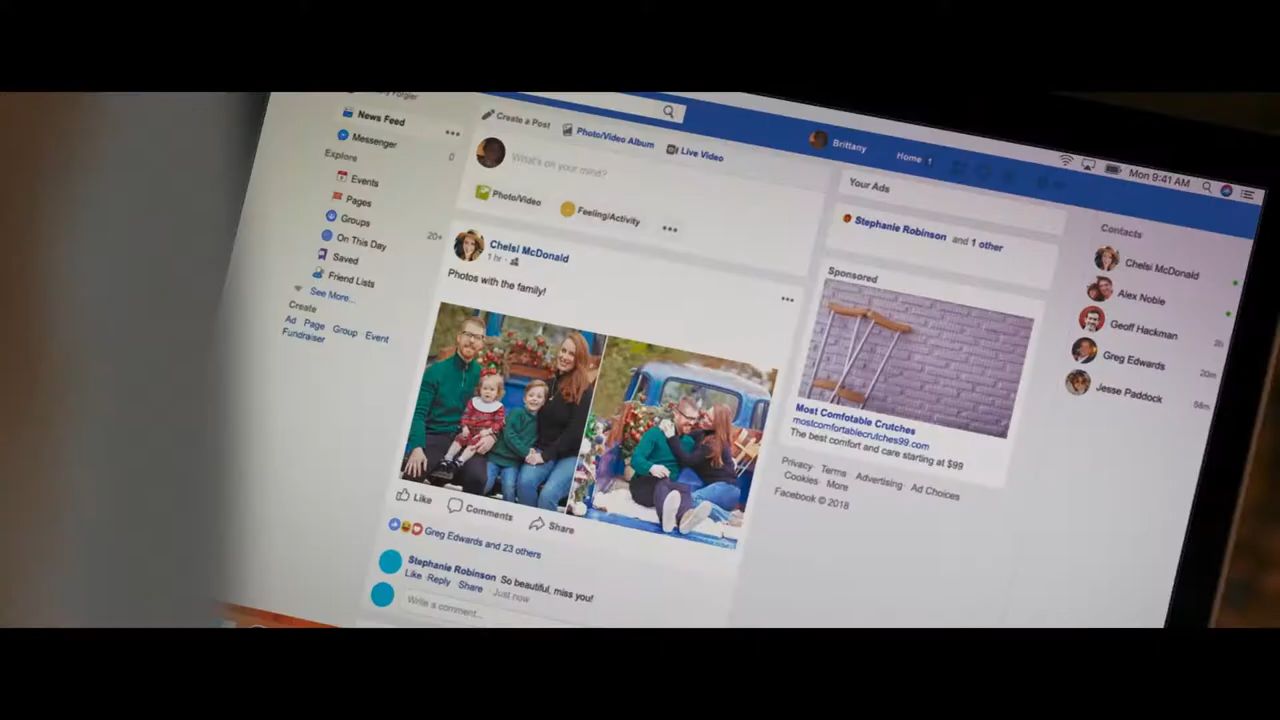 News Feed
Messenger
Explore
0
Events
Pages
Groups
20+
On This Day
Saved
Friend Lists
See More...
Create
Ad Page Group Event
Fundraiser
Create a Post
Photo/Video Album
Live Video
What's on your mind?
Photo/Video
Feeling/Activity
Chelsi McDonald
1 hr
Photos with the family!
Like
Comments
Share
Greg Edwards and 23 others
Stephanie Robinson So beautiful, miss you!
Like Reply Share Just now
Write a comment...
Brittany
Home 1
Mon 9:41 AM
Your Ads
Stephanie Robinson and 1 other
Sponsored
Most Comfotable Crutches
mostcomfortablecrutches99.com
The best comfort and care starting at $99
Privacy Terms Advertising Ad Choices
Cookies More
Facebook © 2018
Contacts
Chelsi McDonald
Alex Noble
Geoff Hackman
2h
Greg Edwards
20m
Jesse Paddock
56m